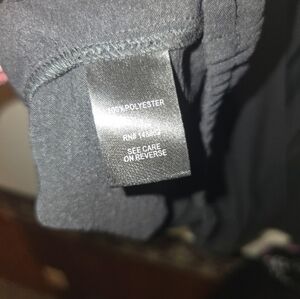 100% POLYESTER
RN#
SEE CARE
ON REVERSE